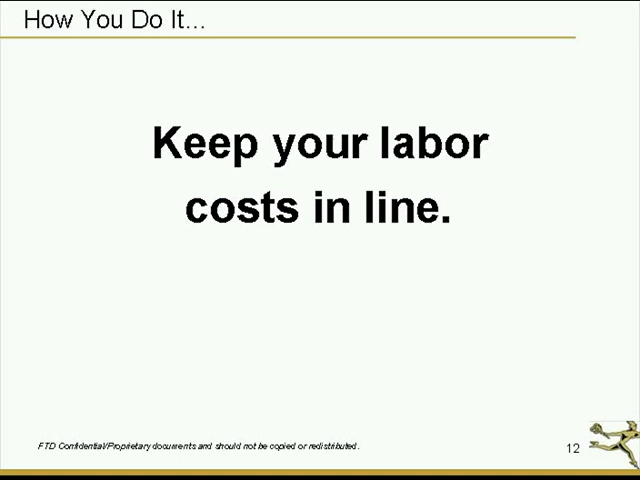 How You Do It...
Keep your labor
costs in line.
FTD Confidential/Proprietary documents and should not be copied or redistributed.
12